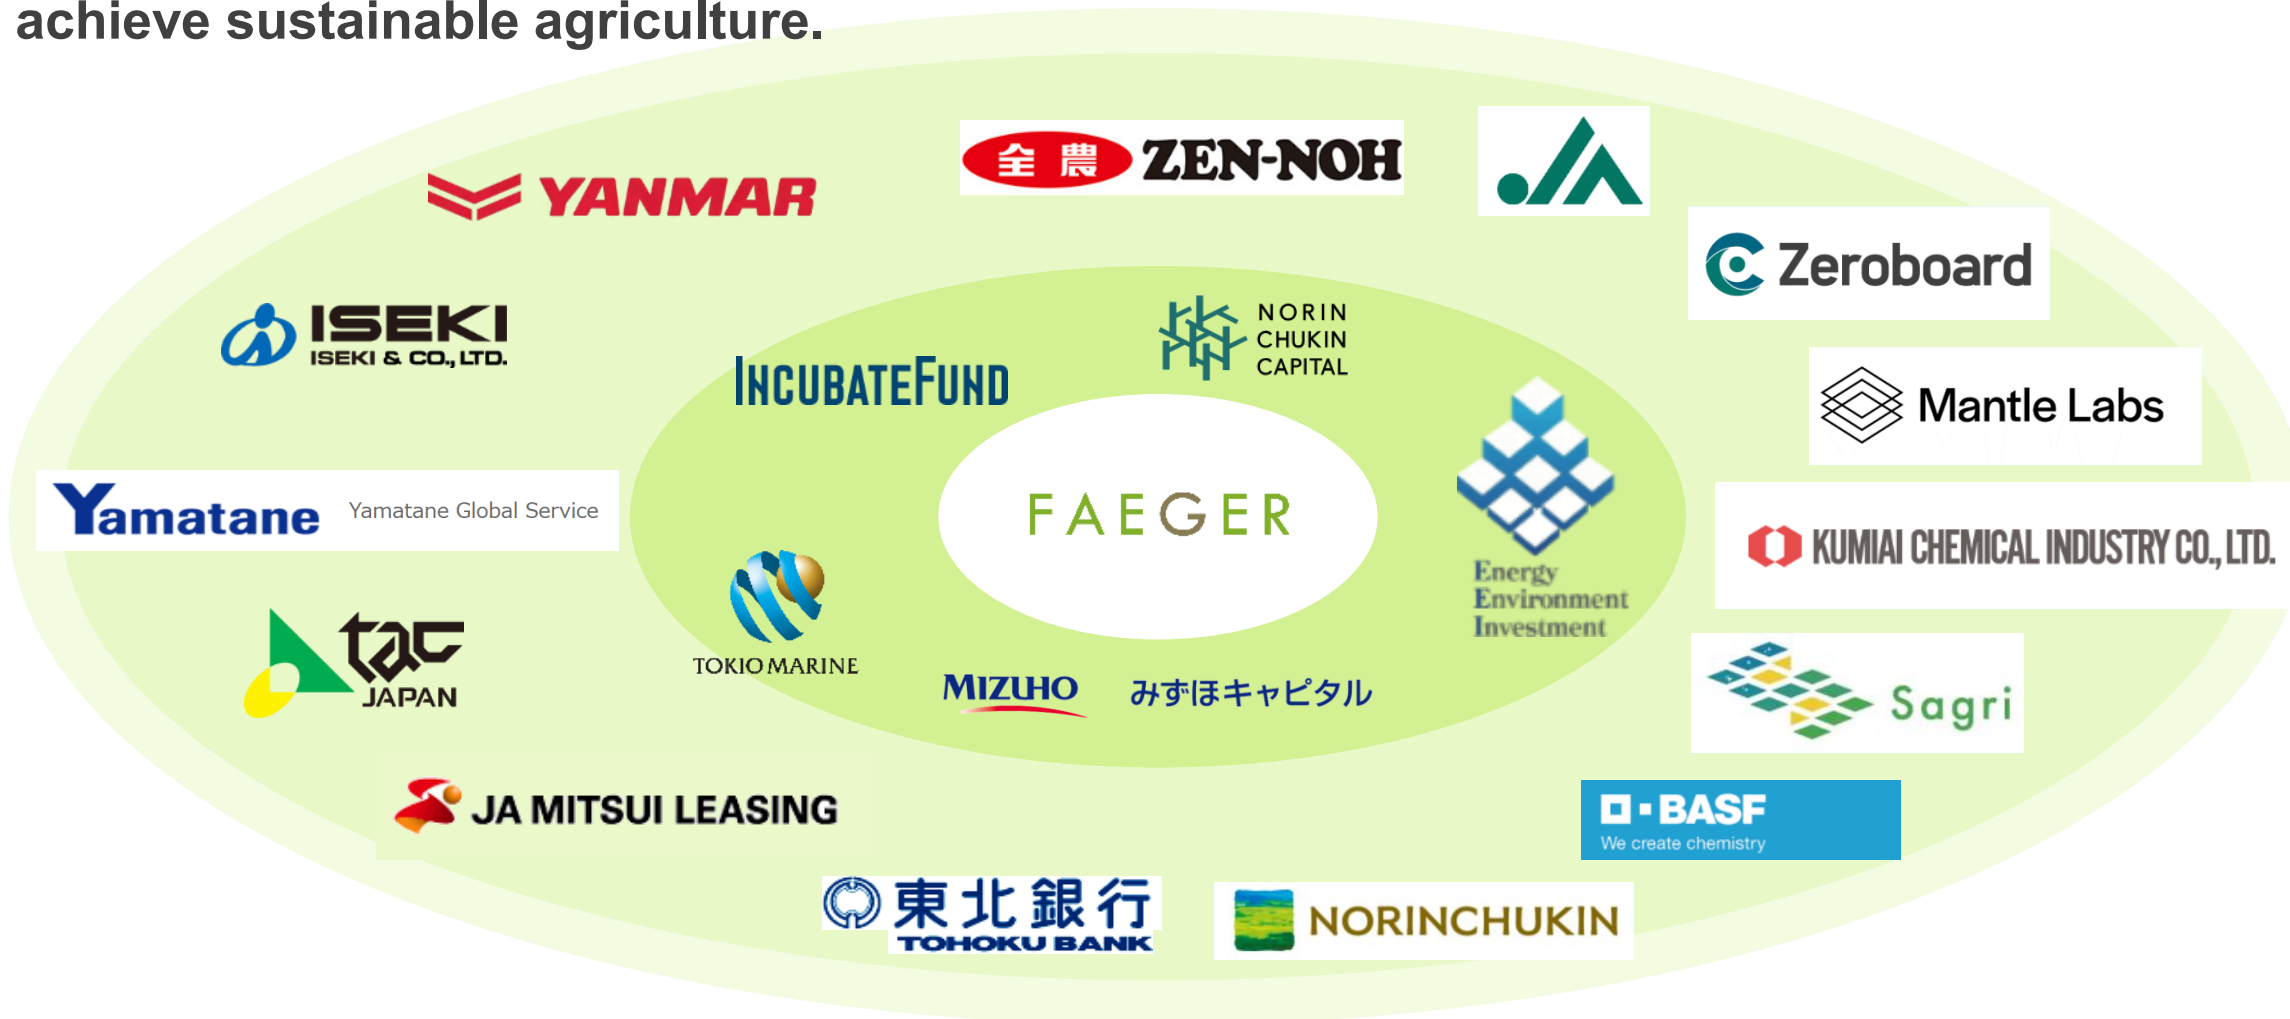 achieve sustainable agriculture.
全農 ZEN-NOH
JA
YANMAR
Zeroboard
ISEKI
ISEKI & CO., LTD.
NORIN
CHUKIN
CAPITAL
INCUBATEFUND
Mantle Labs
Yamatane Yamatane Global Service
FAEGER
KUMIAI CHEMICAL INDUSTRY CO., LTD.
Energy
Environment
Investment
TOKIO MARINE
tac
JAPAN
MIZUHO みずほキャピタル
Sagri
JA MITSUI LEASING
BASF
We create chemistry
東北銀行
TOHOKU BANK
NORINCHUKIN